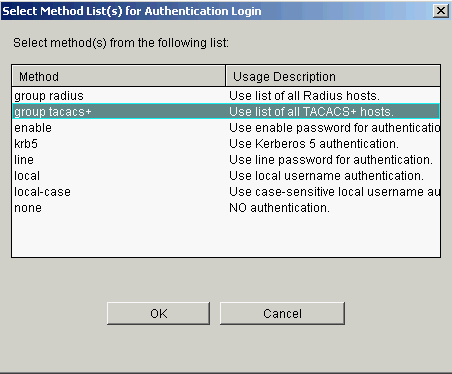 Select Method List(s) for Authentication Login
Select method(s) from the following list:
Method Usage Description
group radius Use list of all Radius hosts.
group tacacs+ Use list of all TACACS+ hosts.
enable Use enable password for authenticatio
krb5 Use Kerberos 5 authentication.
line Use line password for authentication.
local Use local username authentication.
local-case Use case-sensitive local username au
none NO authentication.
OK Cancel